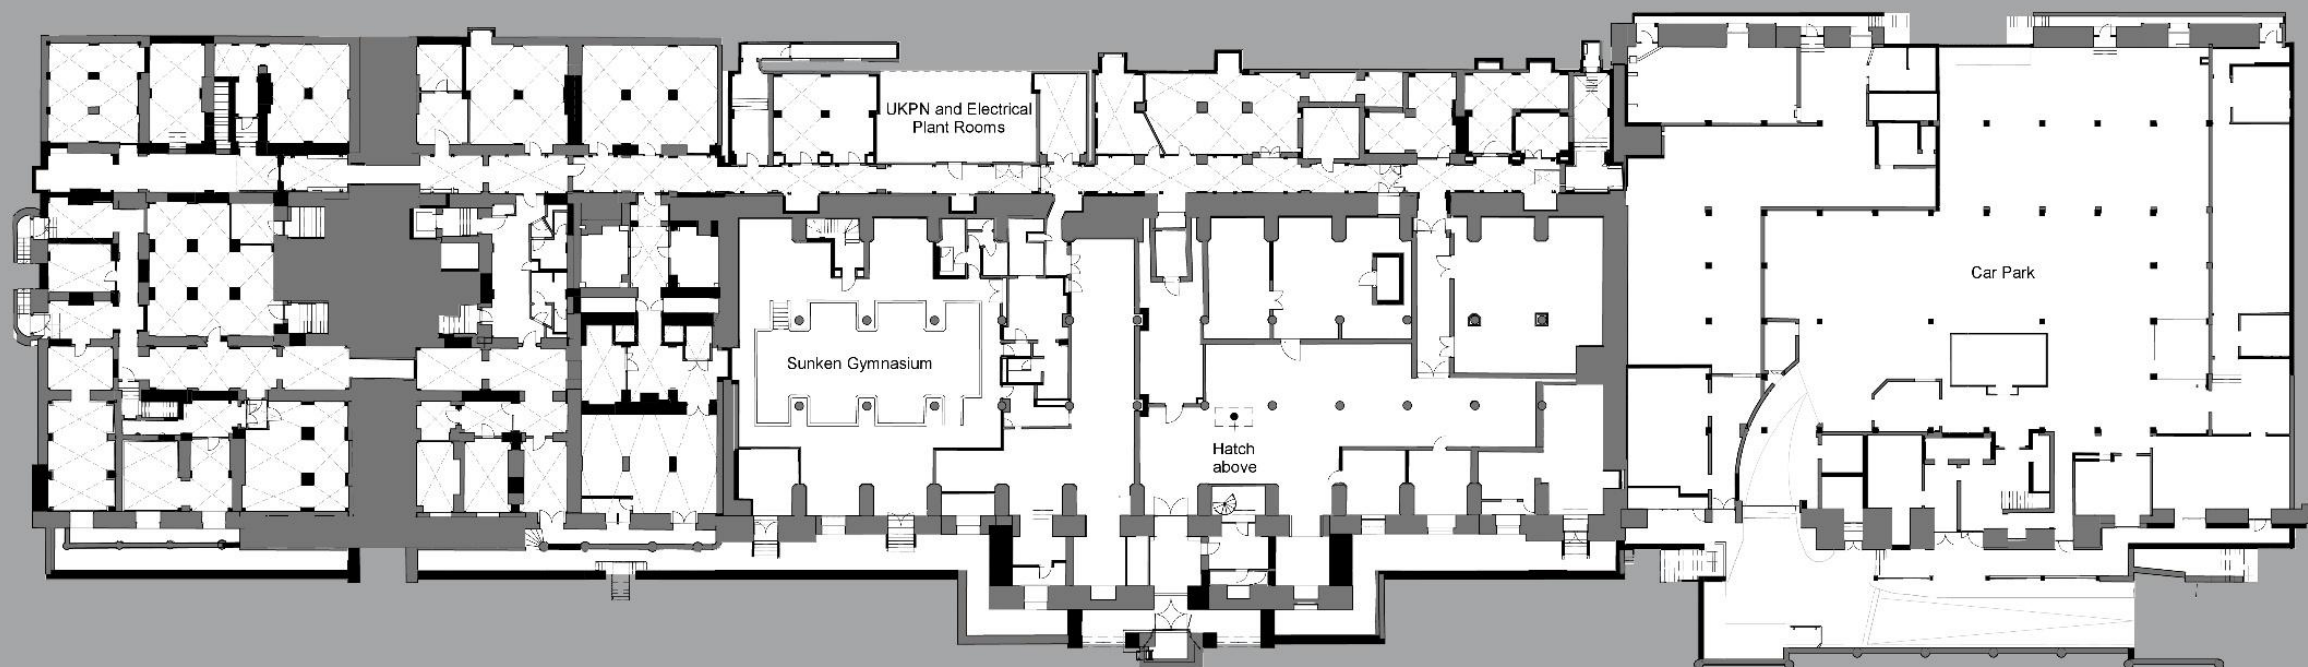 UKPN and Electrical
Plant Rooms
Car Park
Sunken Gymnasium
Hatch
above